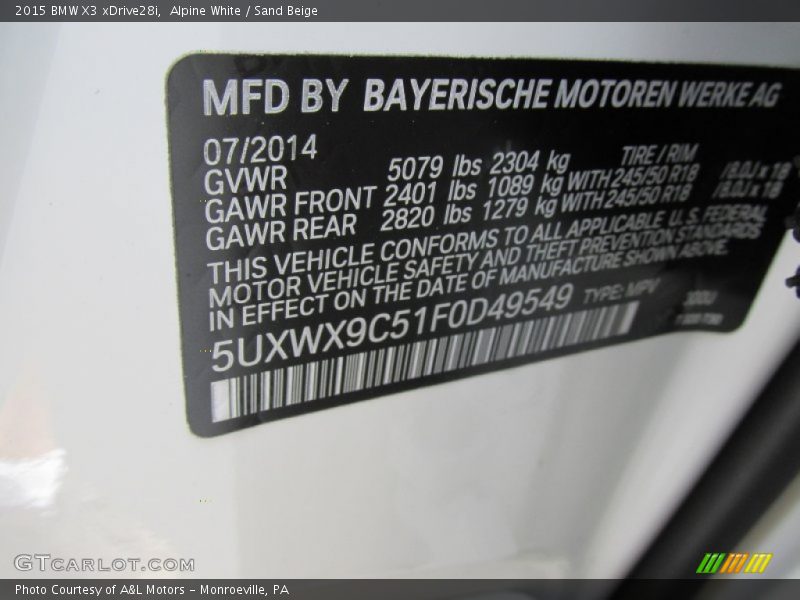 2015 BMW X3 xDrive28i, Alpine White / Sand Beige
MFD BY BAYERISCHE MOTOREN WERKE AG
07/2014 TIRE / RIM
GVWR 5079 lbs 2304 kg
GAWR FRONT 2401 lbs 1089 kg WITH 245/50 R18 /8.0J x 18
GAWR REAR 2820 lbs 1279 kg WITH 245/50 R18 /8.0J x 18
THIS VEHICLE CONFORMS TO ALL APPLICABLE U.S. FEDERAL
MOTOR VEHICLE SAFETY AND THEFT PREVENTION STANDARDS
IN EFFECT ON THE DATE OF MANUFACTURE SHOWN ABOVE.
5UXWX9C51F0D49549 TYPE: MPV
GTCARLOT.COM
Photo Courtesy of A&L Motors – Monroeville, PA